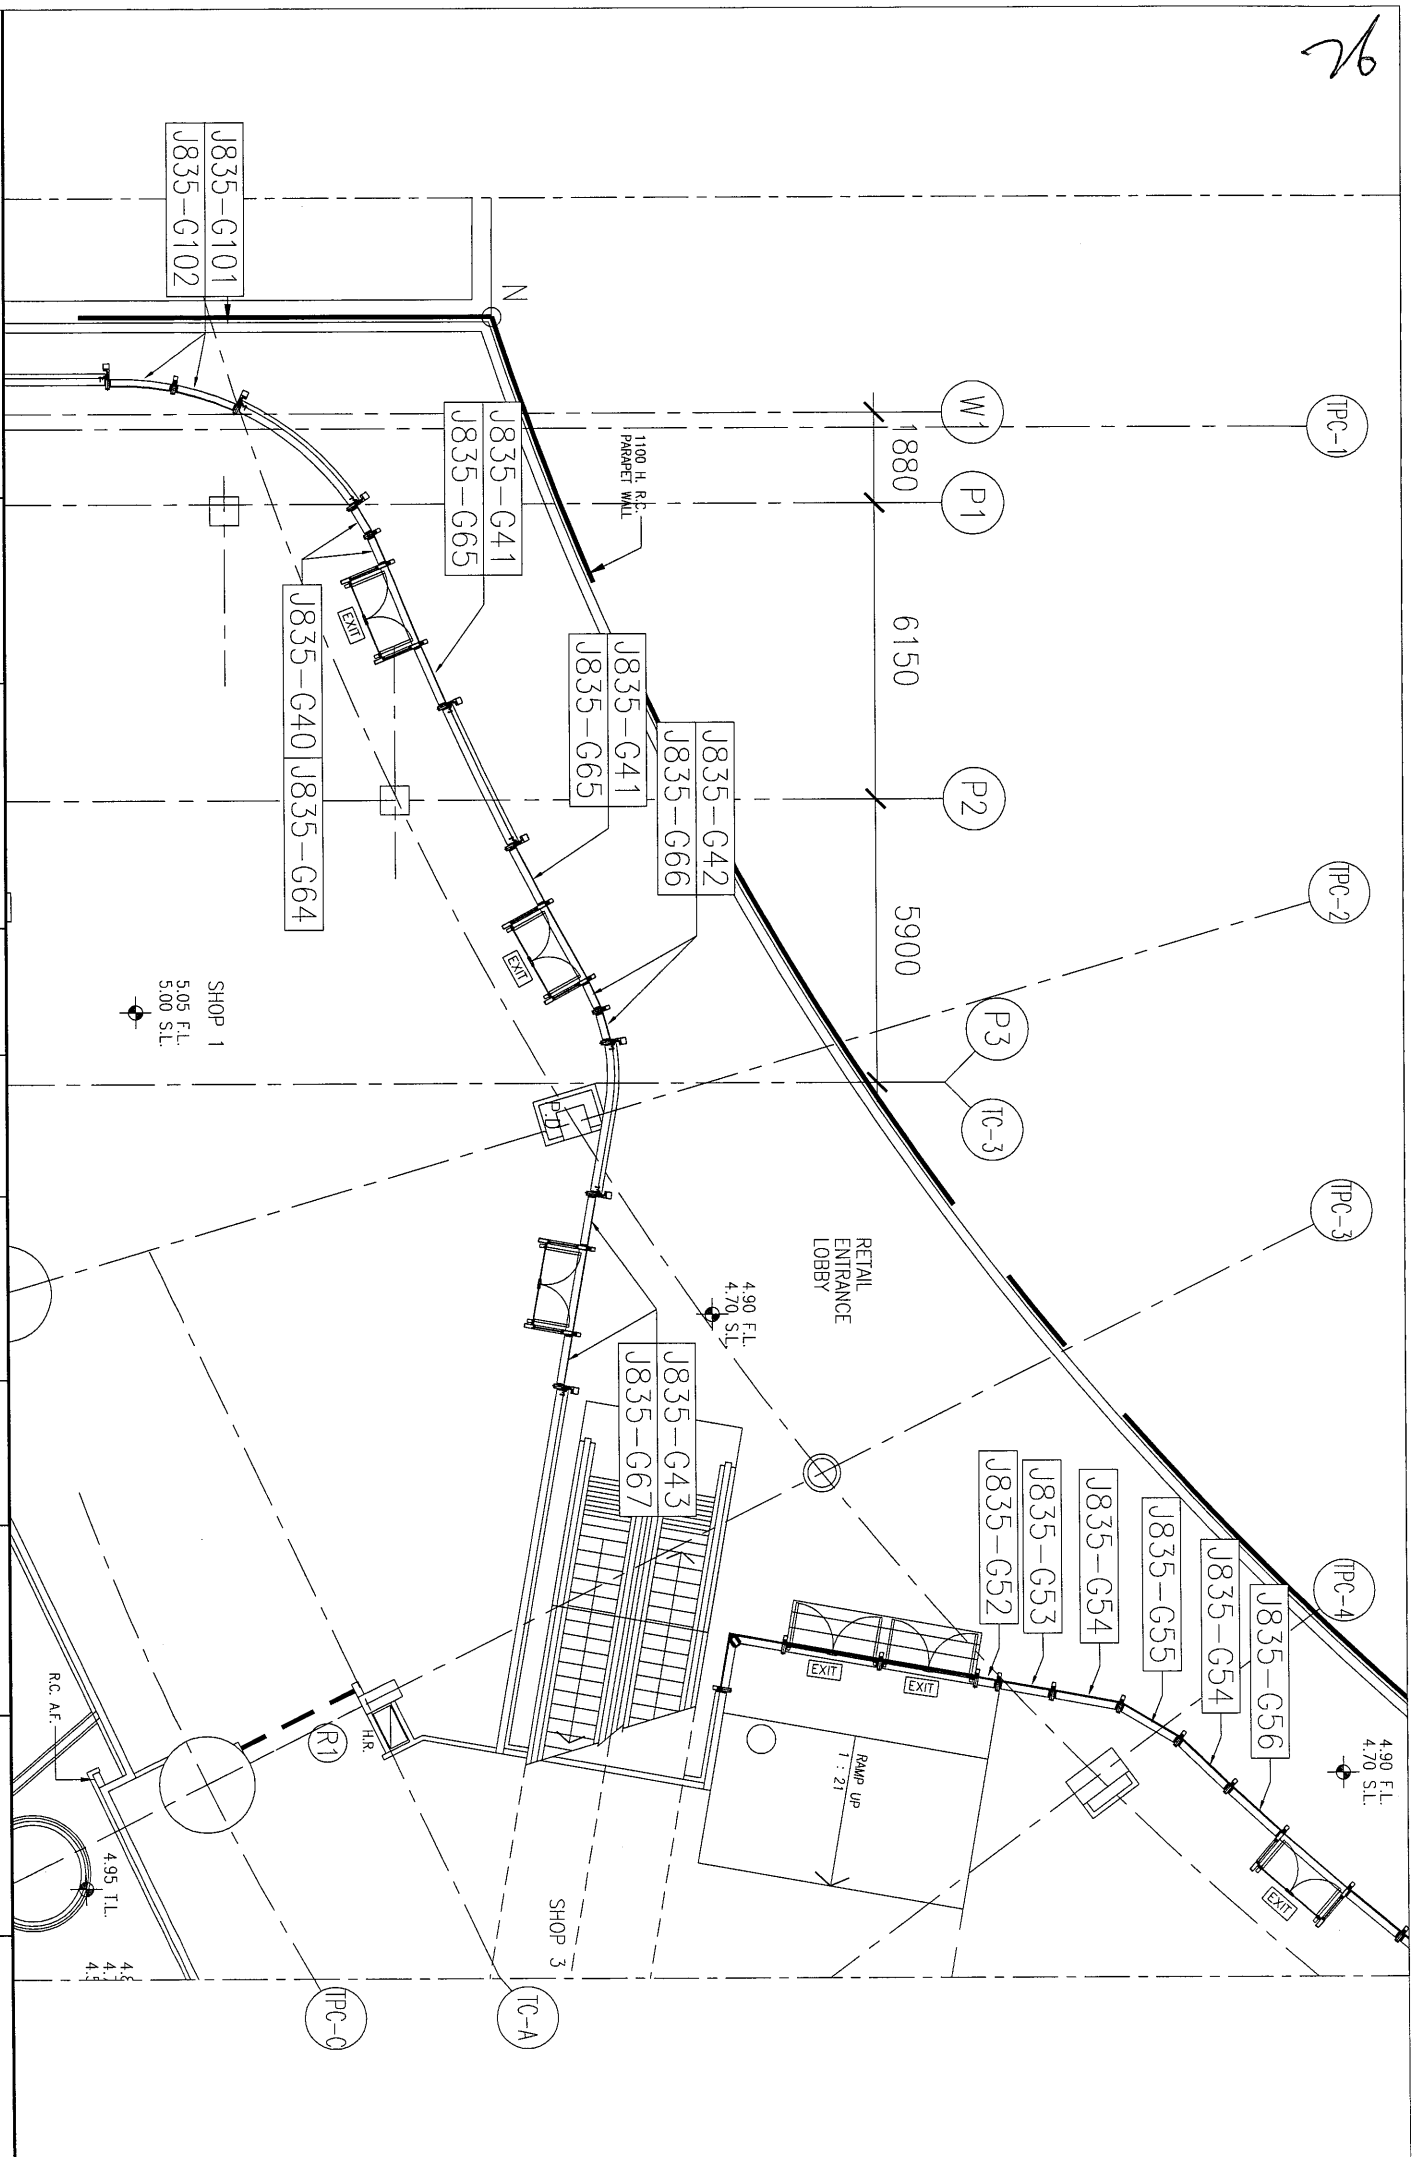 26
TPC-1
TPC-2
TPC-3
TPC-4
W1
P1
P2
P3
TC-3
1880
6150
5900
N
1100 H. R.C.
PARAPET WALL
J835-G101
J835-G102
J835-G41
J835-G65
J835-G41
J835-G65
J835-G42
J835-G66
J835-G40 J835-G64
J835-G43
J835-G67
J835-G52
J835-G53
J835-G54
J835-G55
J835-G54
J835-G56
EXIT
EXIT
EXIT
EXIT
EXIT
4.90 F.L.
4.70 S.L.
RETAIL
ENTRANCE
LOBBY
4.90 F.L.
4.70 S.L.
RAMP UP
1 : 21
P.D
SHOP 1
5.05 F.L.
5.00 S.L.
SHOP 3
H.R.
R1
R.C. A.F.
4.95 T.L.
TC-A
TPC-C